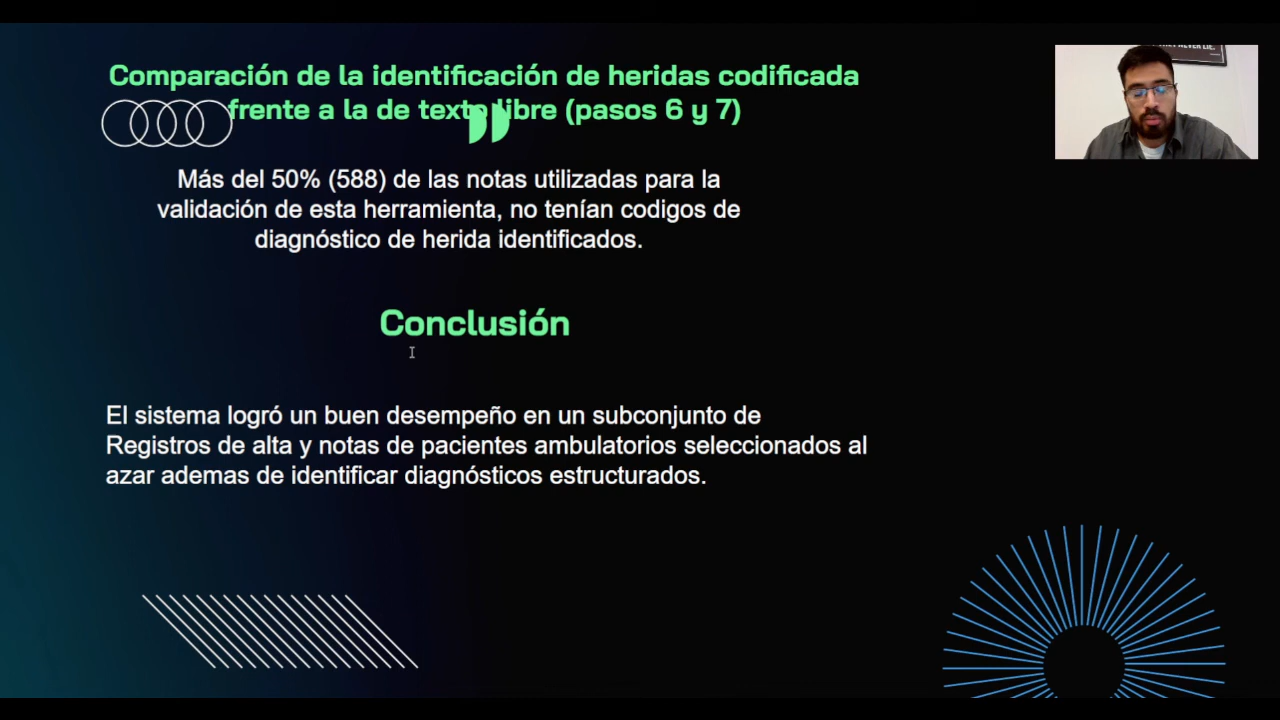 Comparación de la identificación de heridas codificada
frente a la de texto libre (pasos 6 y 7)
Más del 50% (588) de las notas utilizadas para la
validación de esta herramienta, no tenían codigos de
diagnóstico de herida identificados.
Conclusión
El sistema logró un buen desempeño en un subconjunto de
Registros de alta y notas de pacientes ambulatorios seleccionados al
azar ademas de identificar diagnósticos estructurados.